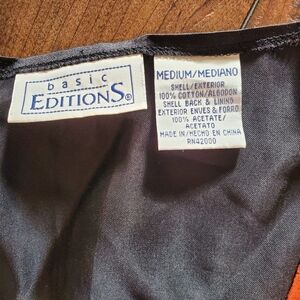 basic
EDITIONS®
MEDIUM/MEDIANO
SHELL/EXTERIOR
100% COTTON/ALGODON
SHELL BACK & LINING
EXTERIOR ENVES & FORRO
100% ACETATE/
ACETATO
MADE IN/HECHO EN CHINA
RN42000